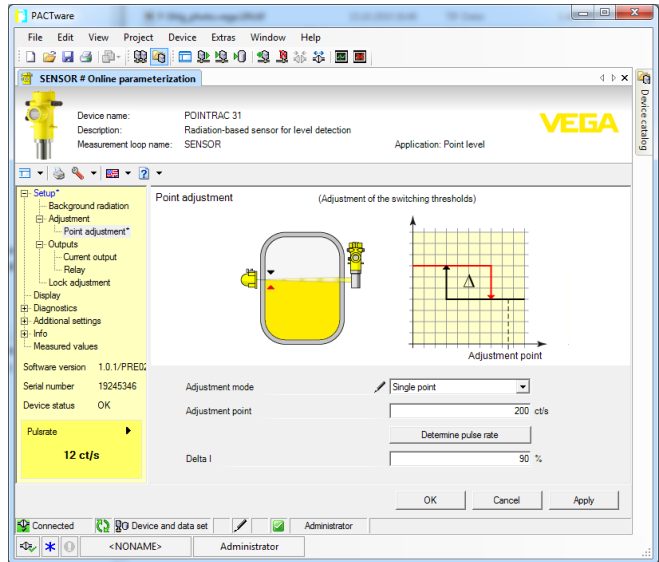 PACTware
File Edit View Project Device Extras Window Help
SENSOR # Online parameterization
Device catalog
Device name: POINTRAC 31
Description: Radiation-based sensor for level detection
Measurement loop name: SENSOR Application: Point level
VEGA
Setup*
Background radiation
Adjustment
Point adjustment*
Outputs
Current output
Relay
Lock adjustment
Display
Diagnostics
Additional settings
Info
Measured values
Software version 1.0.1/PRE02
Serial number 19245346
Device status OK
Pulsrate
12 ct/s
Point adjustment (Adjustment of the switching thresholds)
Δ
Adjustment point
Adjustment mode Single point
Adjustment point 200 ct/s
Determine pulse rate
Delta I 90 %
OK Cancel Apply
Connected Device and data set Administrator
<NONAME> Administrator